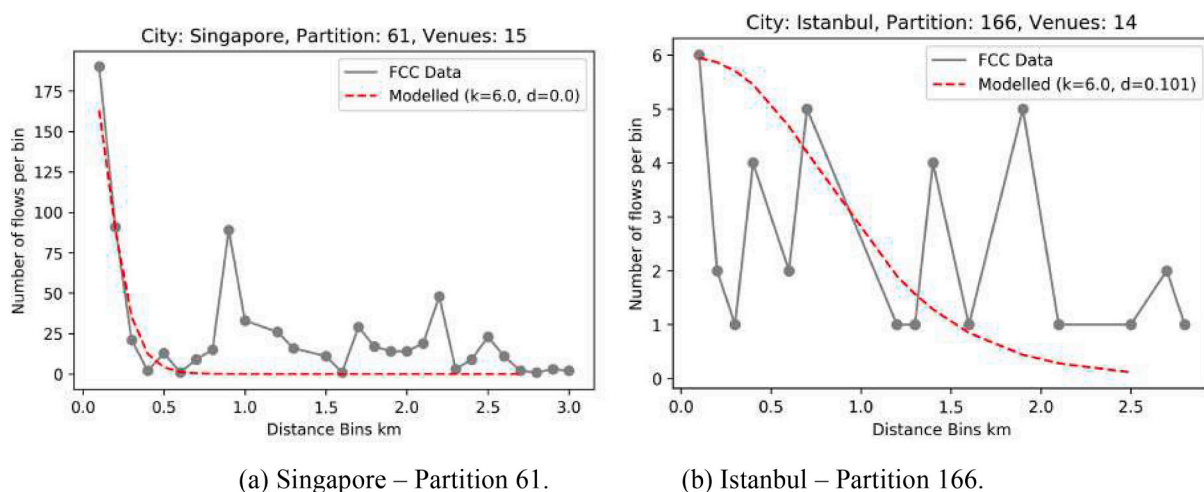 City: Singapore, Partition: 61, Venues: 15
FCC Data
Modelled (k=6.0, d=0.0)
Number of flows per bin
175
150
125
100
75
50
25
0
0.0 0.5 1.0 1.5 2.0 2.5 3.0
Distance Bins km
(a) Singapore – Partition 61.
City: Istanbul, Partition: 166, Venues: 14
FCC Data
Modelled (k=6.0, d=0.101)
Number of flows per bin
6
5
4
3
2
1
0
0.0 0.5 1.0 1.5 2.0 2.5
Distance Bins km
(b) Istanbul – Partition 166.